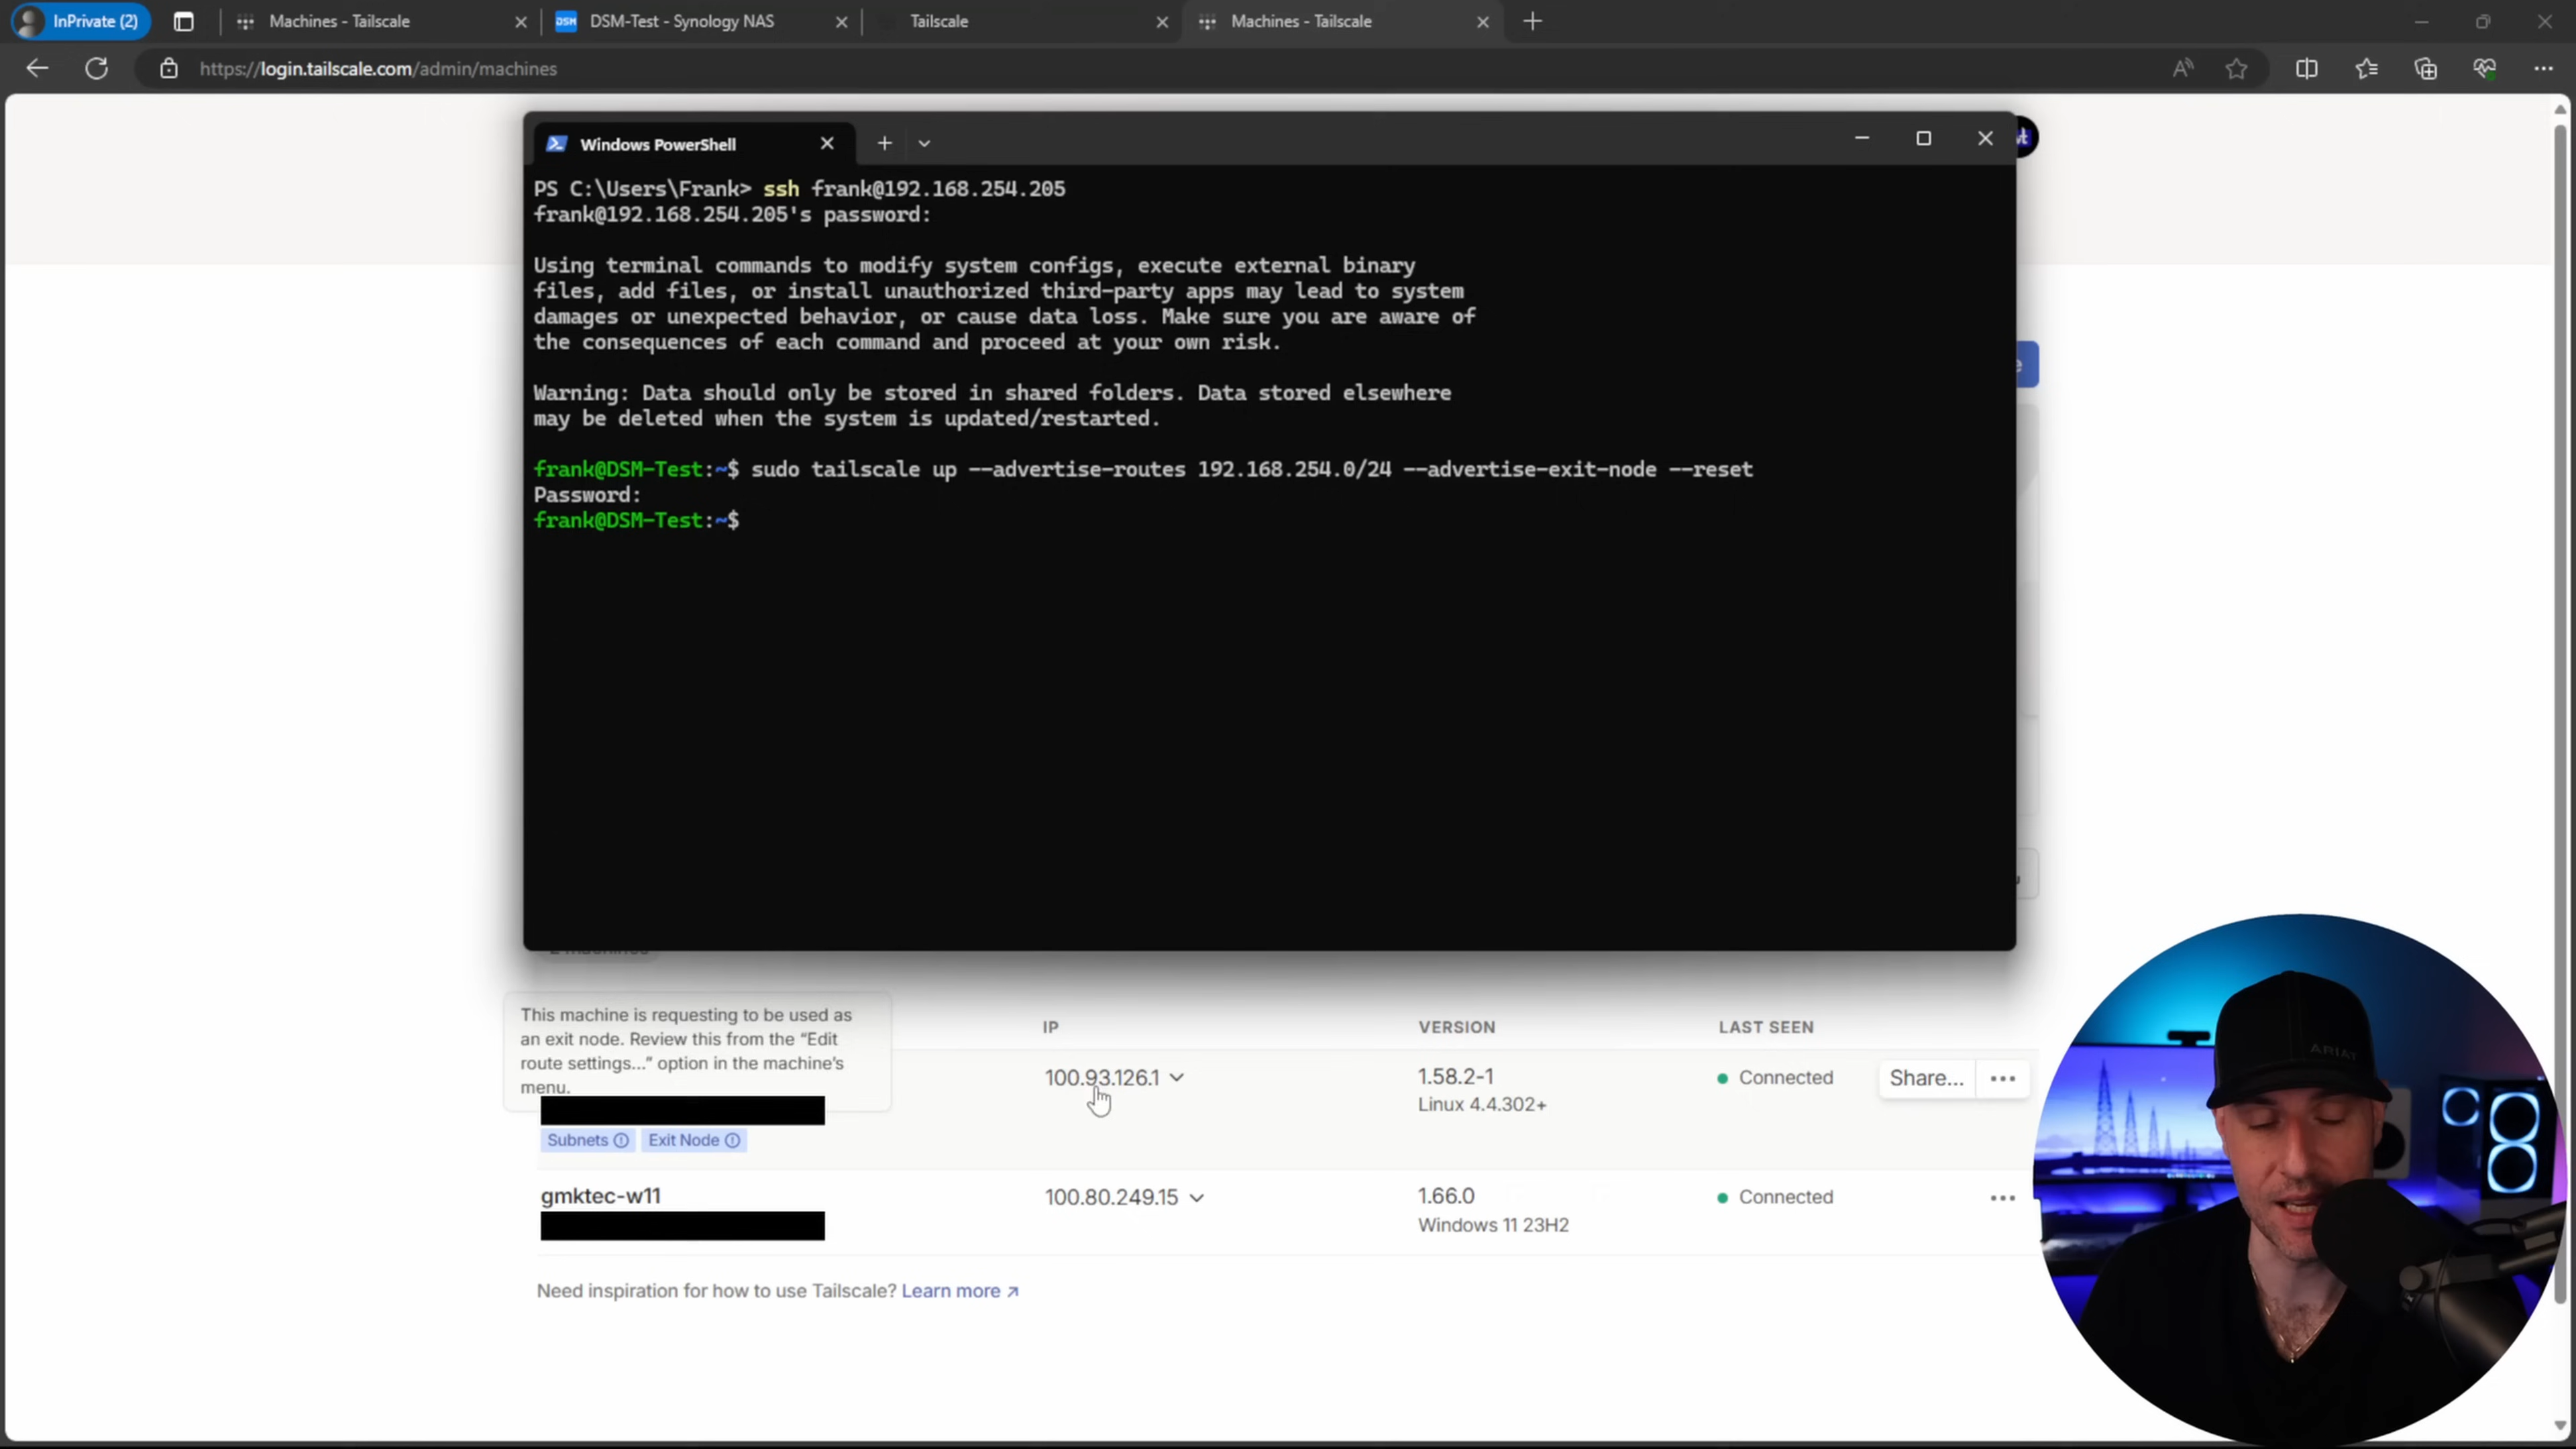 InPrivate (2)
Machines - Tailscale
DSM
DSM-Test - Synology NAS
Tailscale
Machines - Tailscale
https://login.tailscale.com/admin/machines
Windows PowerShell
PS C:\Users\Frank> ssh frank@192.168.254.205
frank@192.168.254.205's password:
Using terminal commands to modify system configs, execute external binary
files, add files, or install unauthorized third-party apps may lead to system
damages or unexpected behavior, or cause data loss. Make sure you are aware of
the consequences of each command and proceed at your own risk.
Warning: Data should only be stored in shared folders. Data stored elsewhere
may be deleted when the system is updated/restarted.
frank@DSM-Test:~$ sudo tailscale up --advertise-routes 192.168.254.0/24 --advertise-exit-node --reset
Password:
frank@DSM-Test:~$
This machine is requesting to be used as
an exit node. Review this from the “Edit
route settings...” option in the machine's
menu.
IP
VERSION
LAST SEEN
100.93.126.1
1.58.2-1
Linux 4.4.302+
Connected
Share...
Subnets
Exit Node
gmktec-w11
100.80.249.15
1.66.0
Windows 11 23H2
Connected
Need inspiration for how to use Tailscale? Learn more ↗
ARIAT